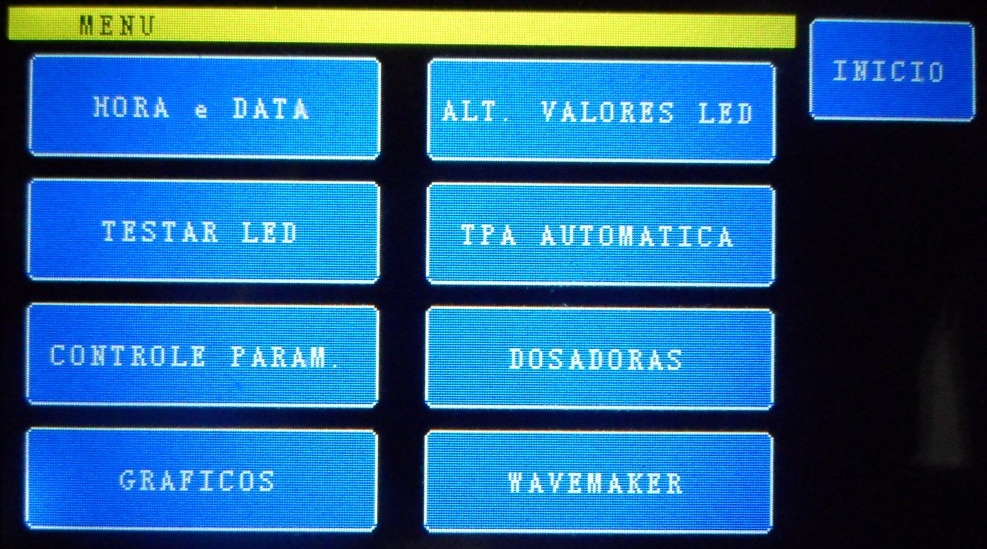 MENU
INICIO
HORA e DATA
ALT. VALORES LED
TESTAR LED
TPA AUTOMATICA
CONTROLE PARAM.
DOSADORAS
GRAFICOS
WAVEMAKER